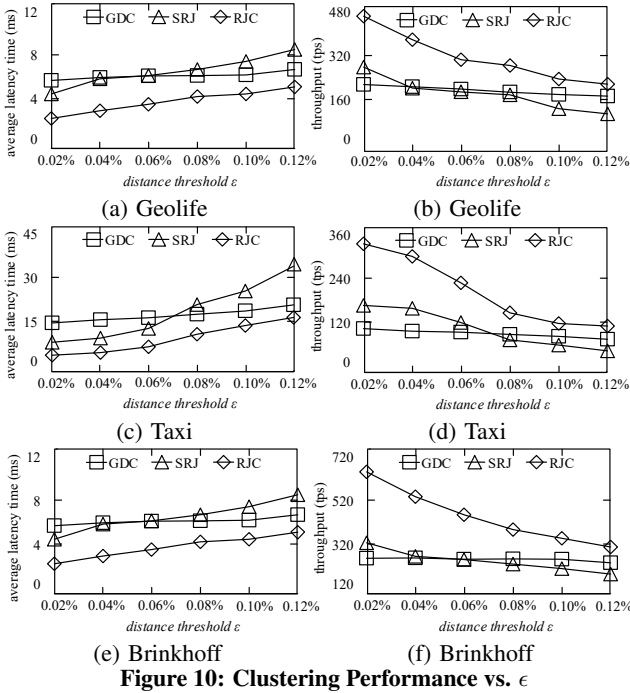 12
8
4
0
average latency time (ms)
GDC SRJ RJC
0.02% 0.04% 0.06% 0.08% 0.10% 0.12%
distance threshold ε
(a) Geolife
480
320
160
0
throughput (tps)
GDC SRJ RJC
0.02% 0.04% 0.06% 0.08% 0.10% 0.12%
distance threshold ε
(b) Geolife
45
30
15
0
average latency time (ms)
GDC SRJ RJC
0.02% 0.04% 0.06% 0.08% 0.10% 0.12%
distance threshold ε
(c) Taxi
360
240
120
0
throughput (tps)
GDC SRJ RJC
0.02% 0.04% 0.06% 0.08% 0.10% 0.12%
distance threshold ε
(d) Taxi
12
8
4
0
average latency time (ms)
GDC SRJ RJC
0.02% 0.04% 0.06% 0.08% 0.10% 0.12%
distance threshold ε
(e) Brinkhoff
720
520
320
120
throughput (tps)
GDC SRJ RJC
0.02% 0.04% 0.06% 0.08% 0.10% 0.12%
distance threshold ε
(f) Brinkhoff
Figure 10: Clustering Performance vs. ϵ